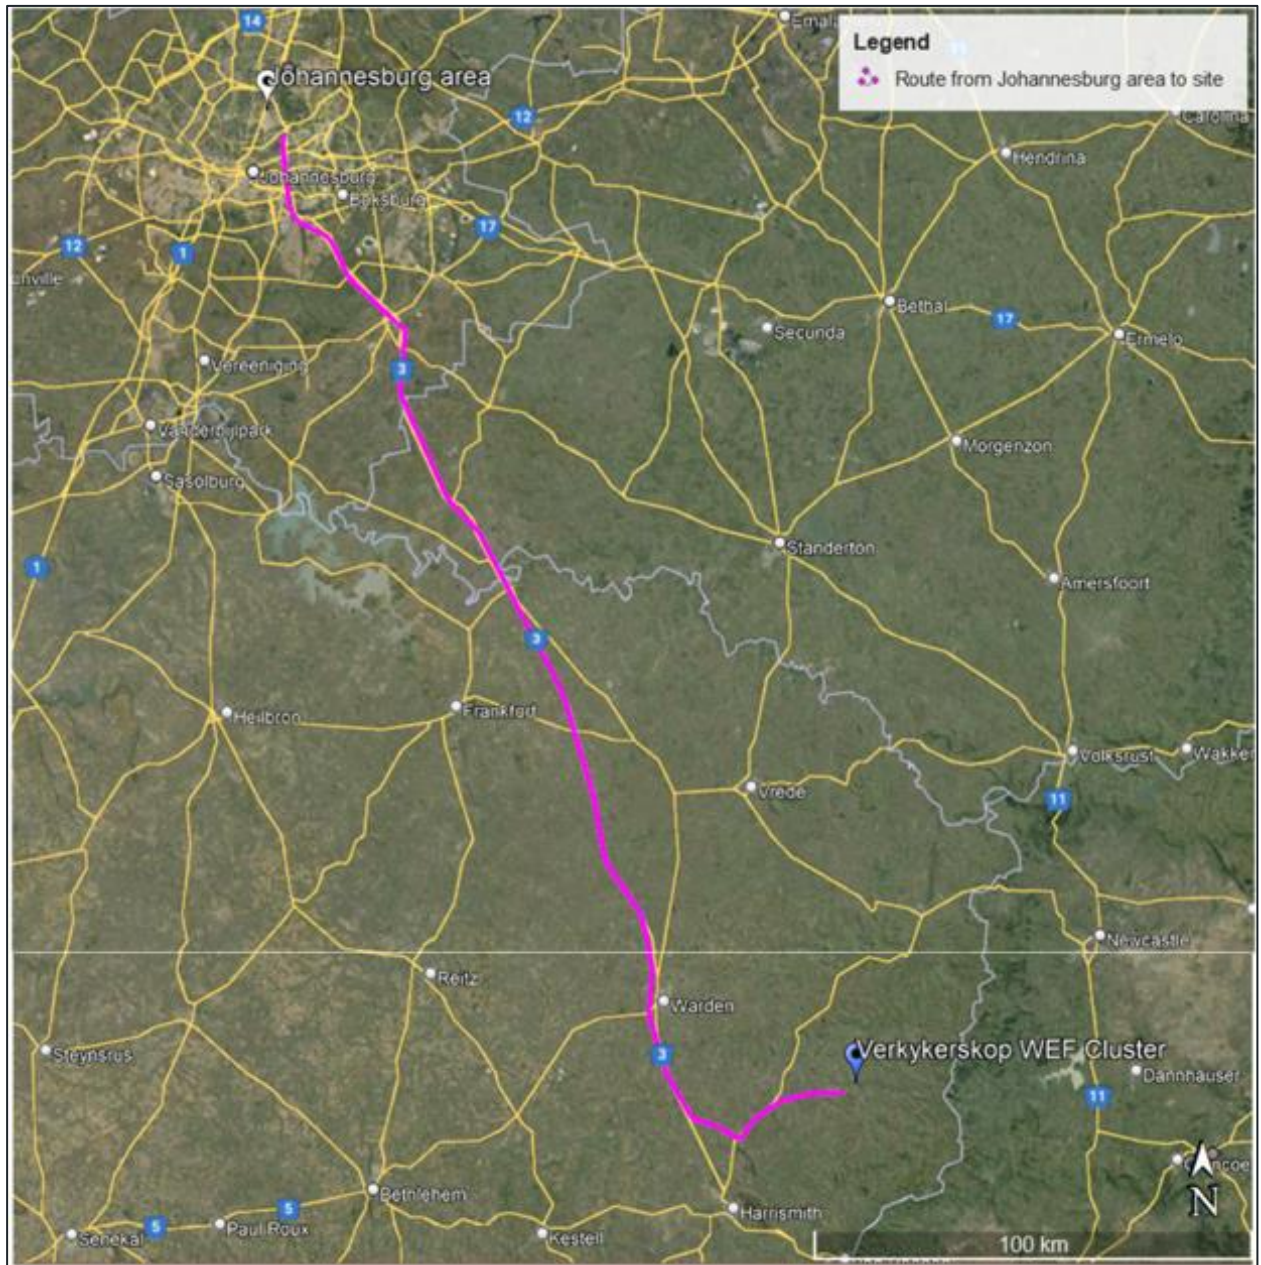 14
Legend
Route from Johannesburg area to site
Johannesburg area
12
Carolina
Hendrina
Johannesburg
Boksburg
17
12
1
Bethal
17
Secunda
Ermelo
Vereeniging
3
Vanderbijlpark
Morgenzon
Sasolburg
Standerton
1
Amersfoort
3
Heilbron
Frankfort
Volksrust
Wakker
Vrede
11
Newcastle
Reitz
Warden
Steynsrus
3
Verkykerskop WEF Cluster
Dannhauser
11
N
Bethlehem
5
Harrismith
5
Paul Roux
Senekal
Kestell
100 km